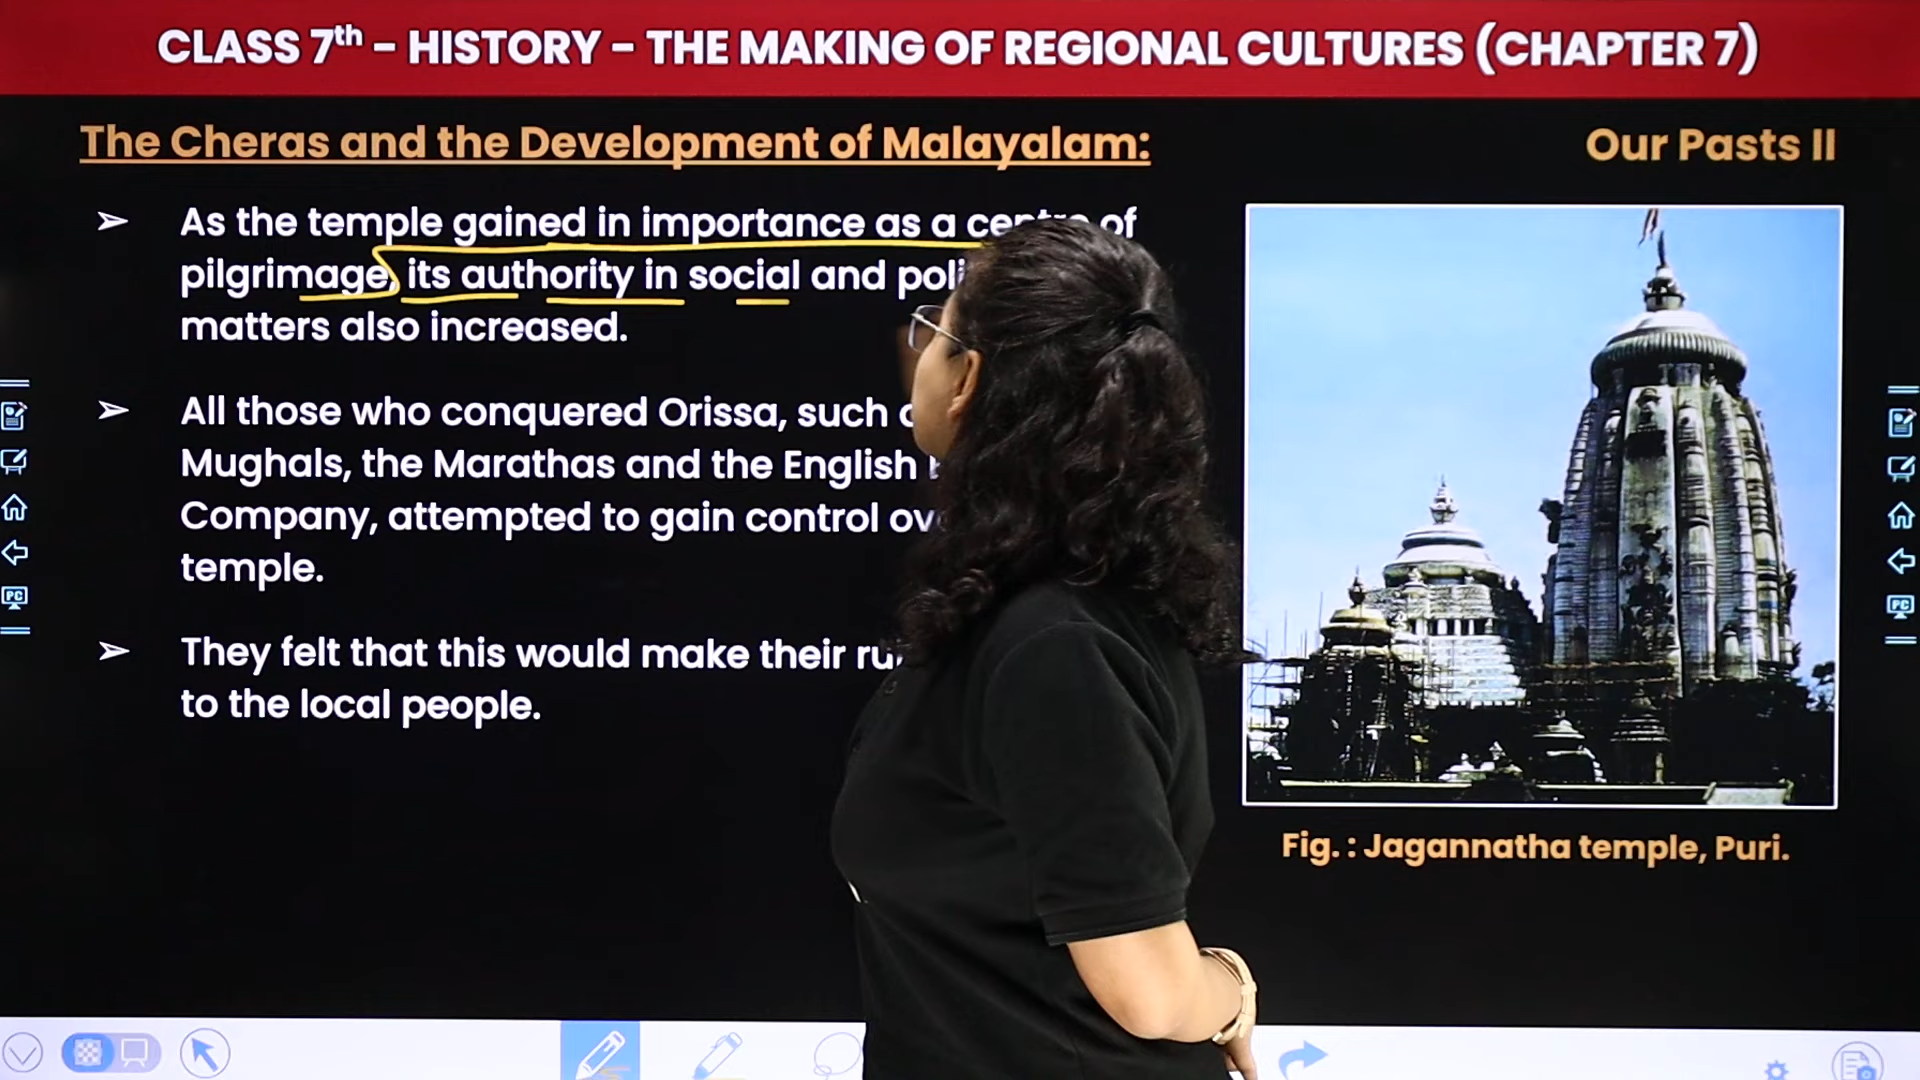 CLASS 7th – HISTORY – THE MAKING OF REGIONAL CULTURES (CHAPTER 7)
The Cheras and the Development of Malayalam:
Our Pasts II
➢ As the temple gained in importance as a centre of
pilgrimage, its authority in social and
matters also increased.
➢ All those who conquered Orissa, such
Mughals, the Marathas and the English
Company, attempted to gain control
temple.
➢ They felt that this would make their
to the local people.
Fig. : Jagannatha temple, Puri.
PC
PC